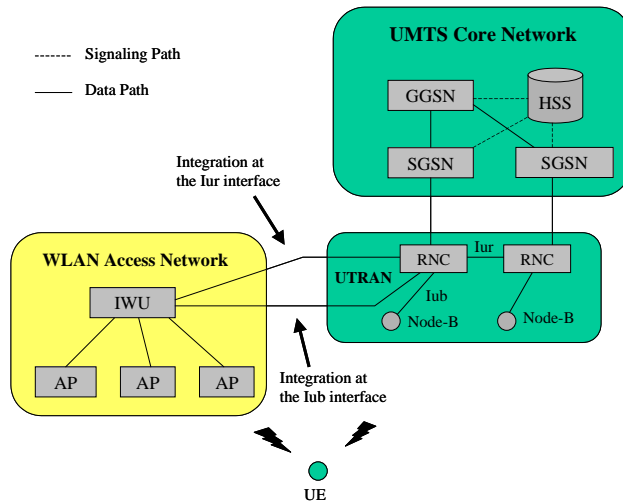 UMTS Core Network
Signaling Path
Data Path
GGSN
HSS
SGSN
SGSN
Integration at
the Iur interface
WLAN Access Network
UTRAN
RNC
Iur
RNC
IWU
Iub
Node-B
Node-B
AP
AP
AP
Integration at
the Iub interface
UE